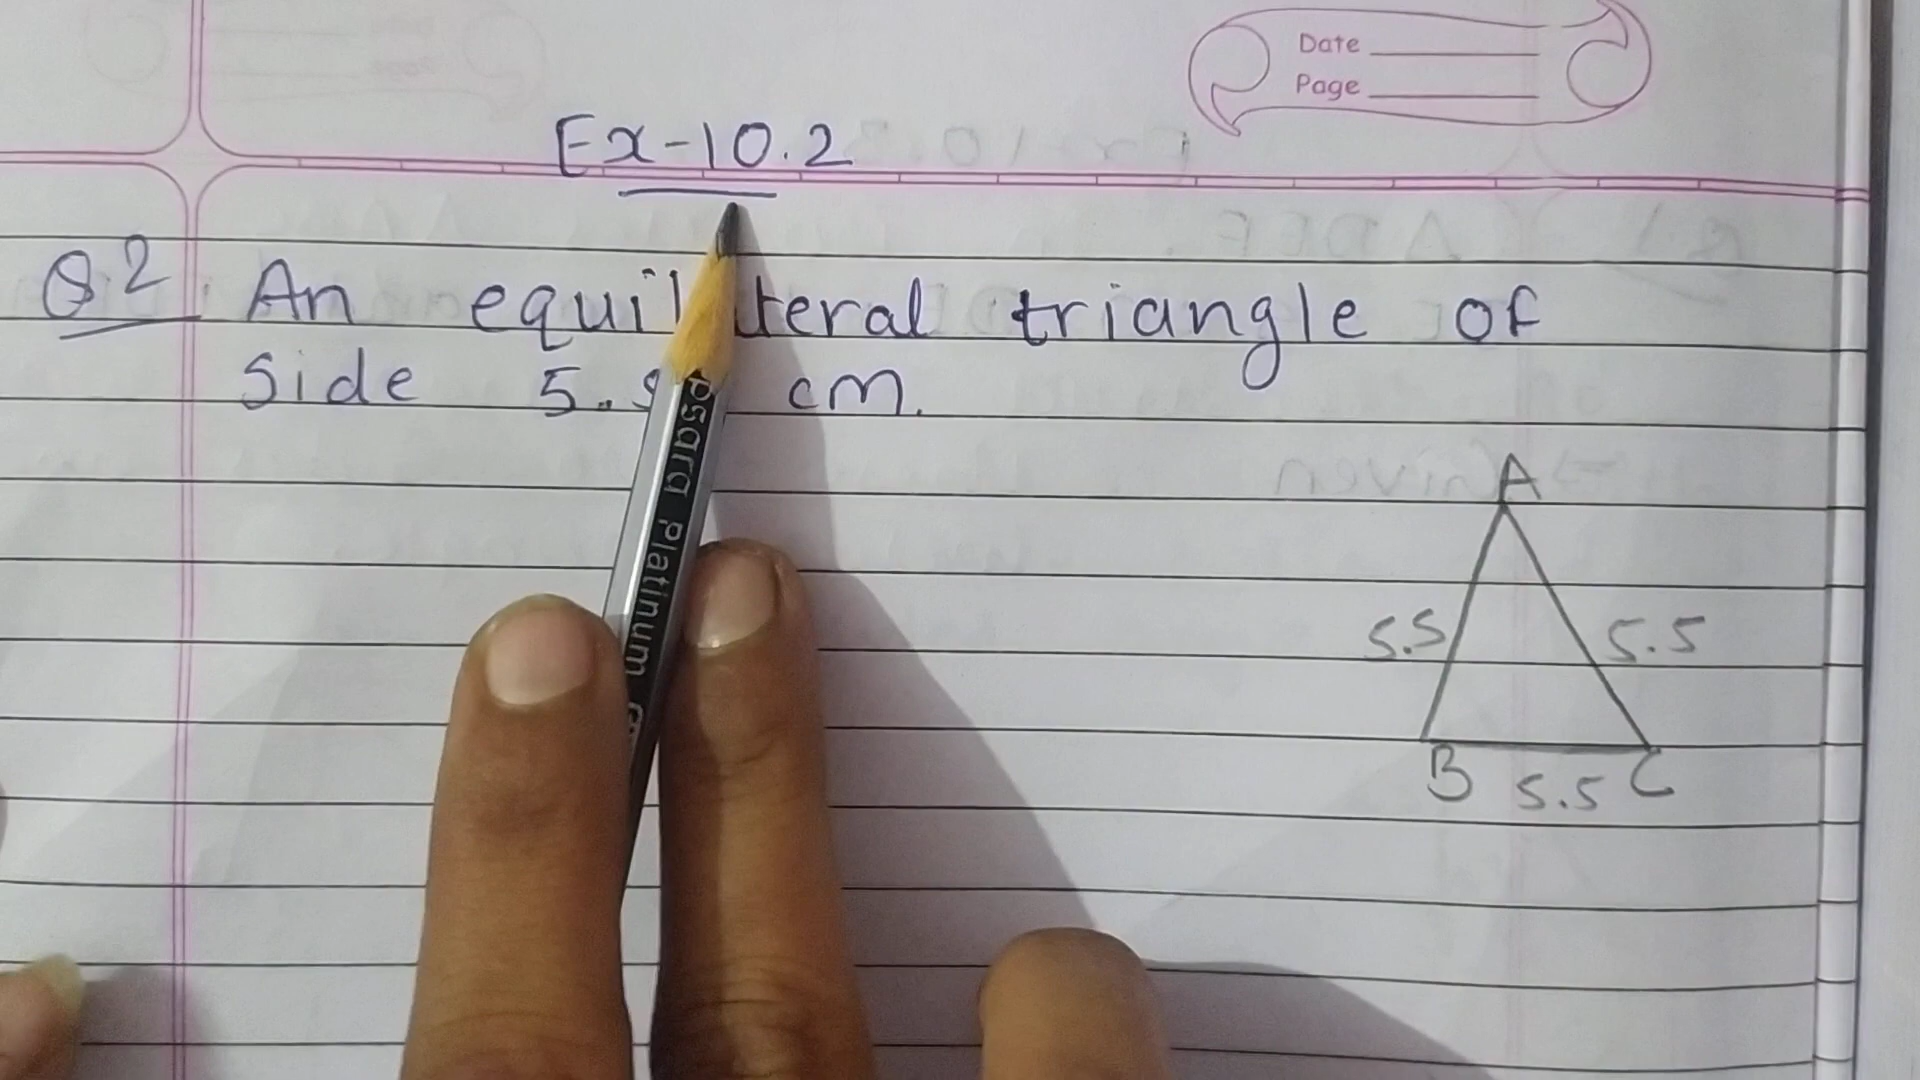 Date
Page
Ex-10.2
Q2 An equilateral triangle of
side 5.5 cm.
A
5.5 5.5
B 5.5 C
Apsara Platinum